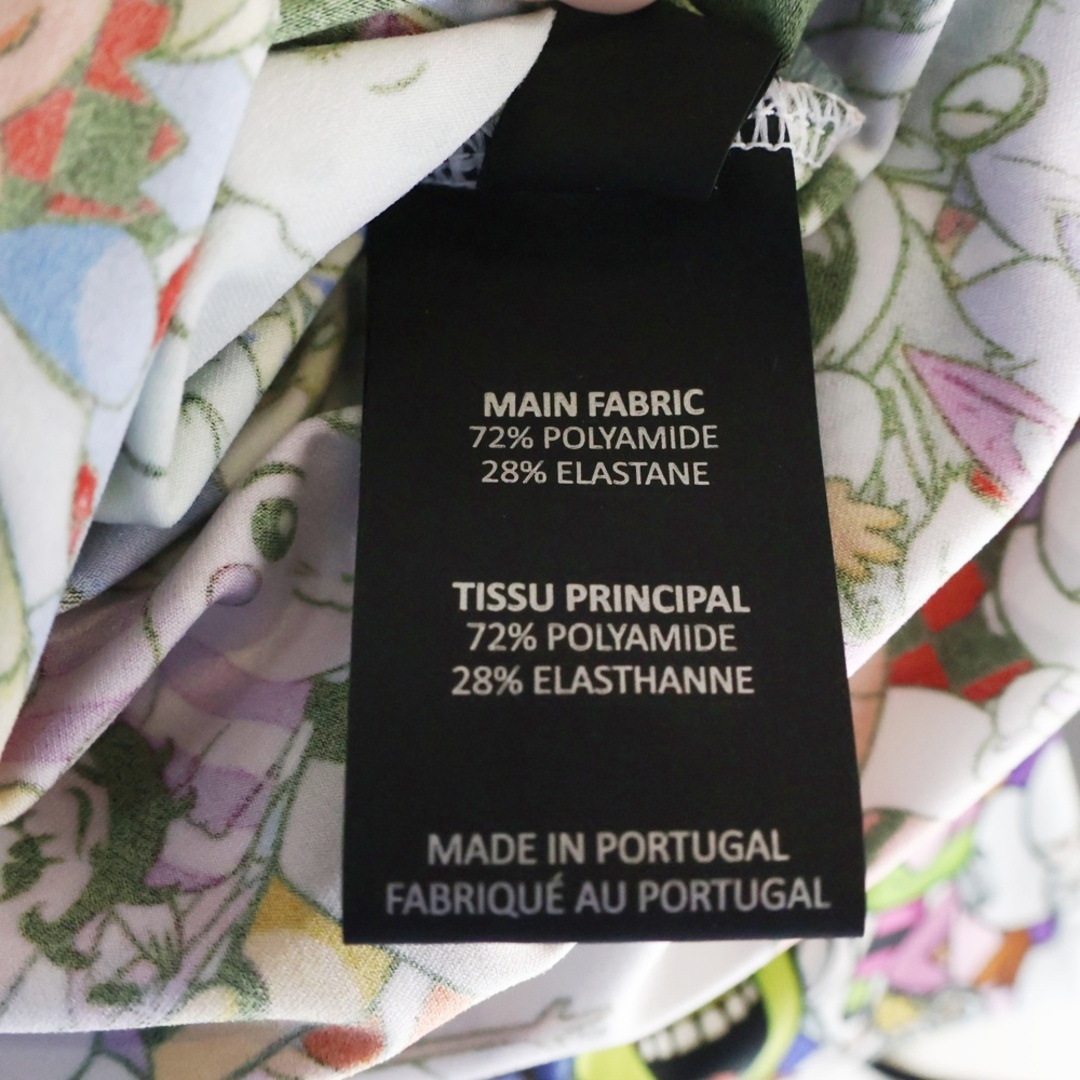 MAIN FABRIC
72% POLYAMIDE
28% ELASTANE
TISSU PRINCIPAL
72% POLYAMIDE
28% ELASTHANNE
MADE IN PORTUGAL
FABRIQUÉ AU PORTUGAL